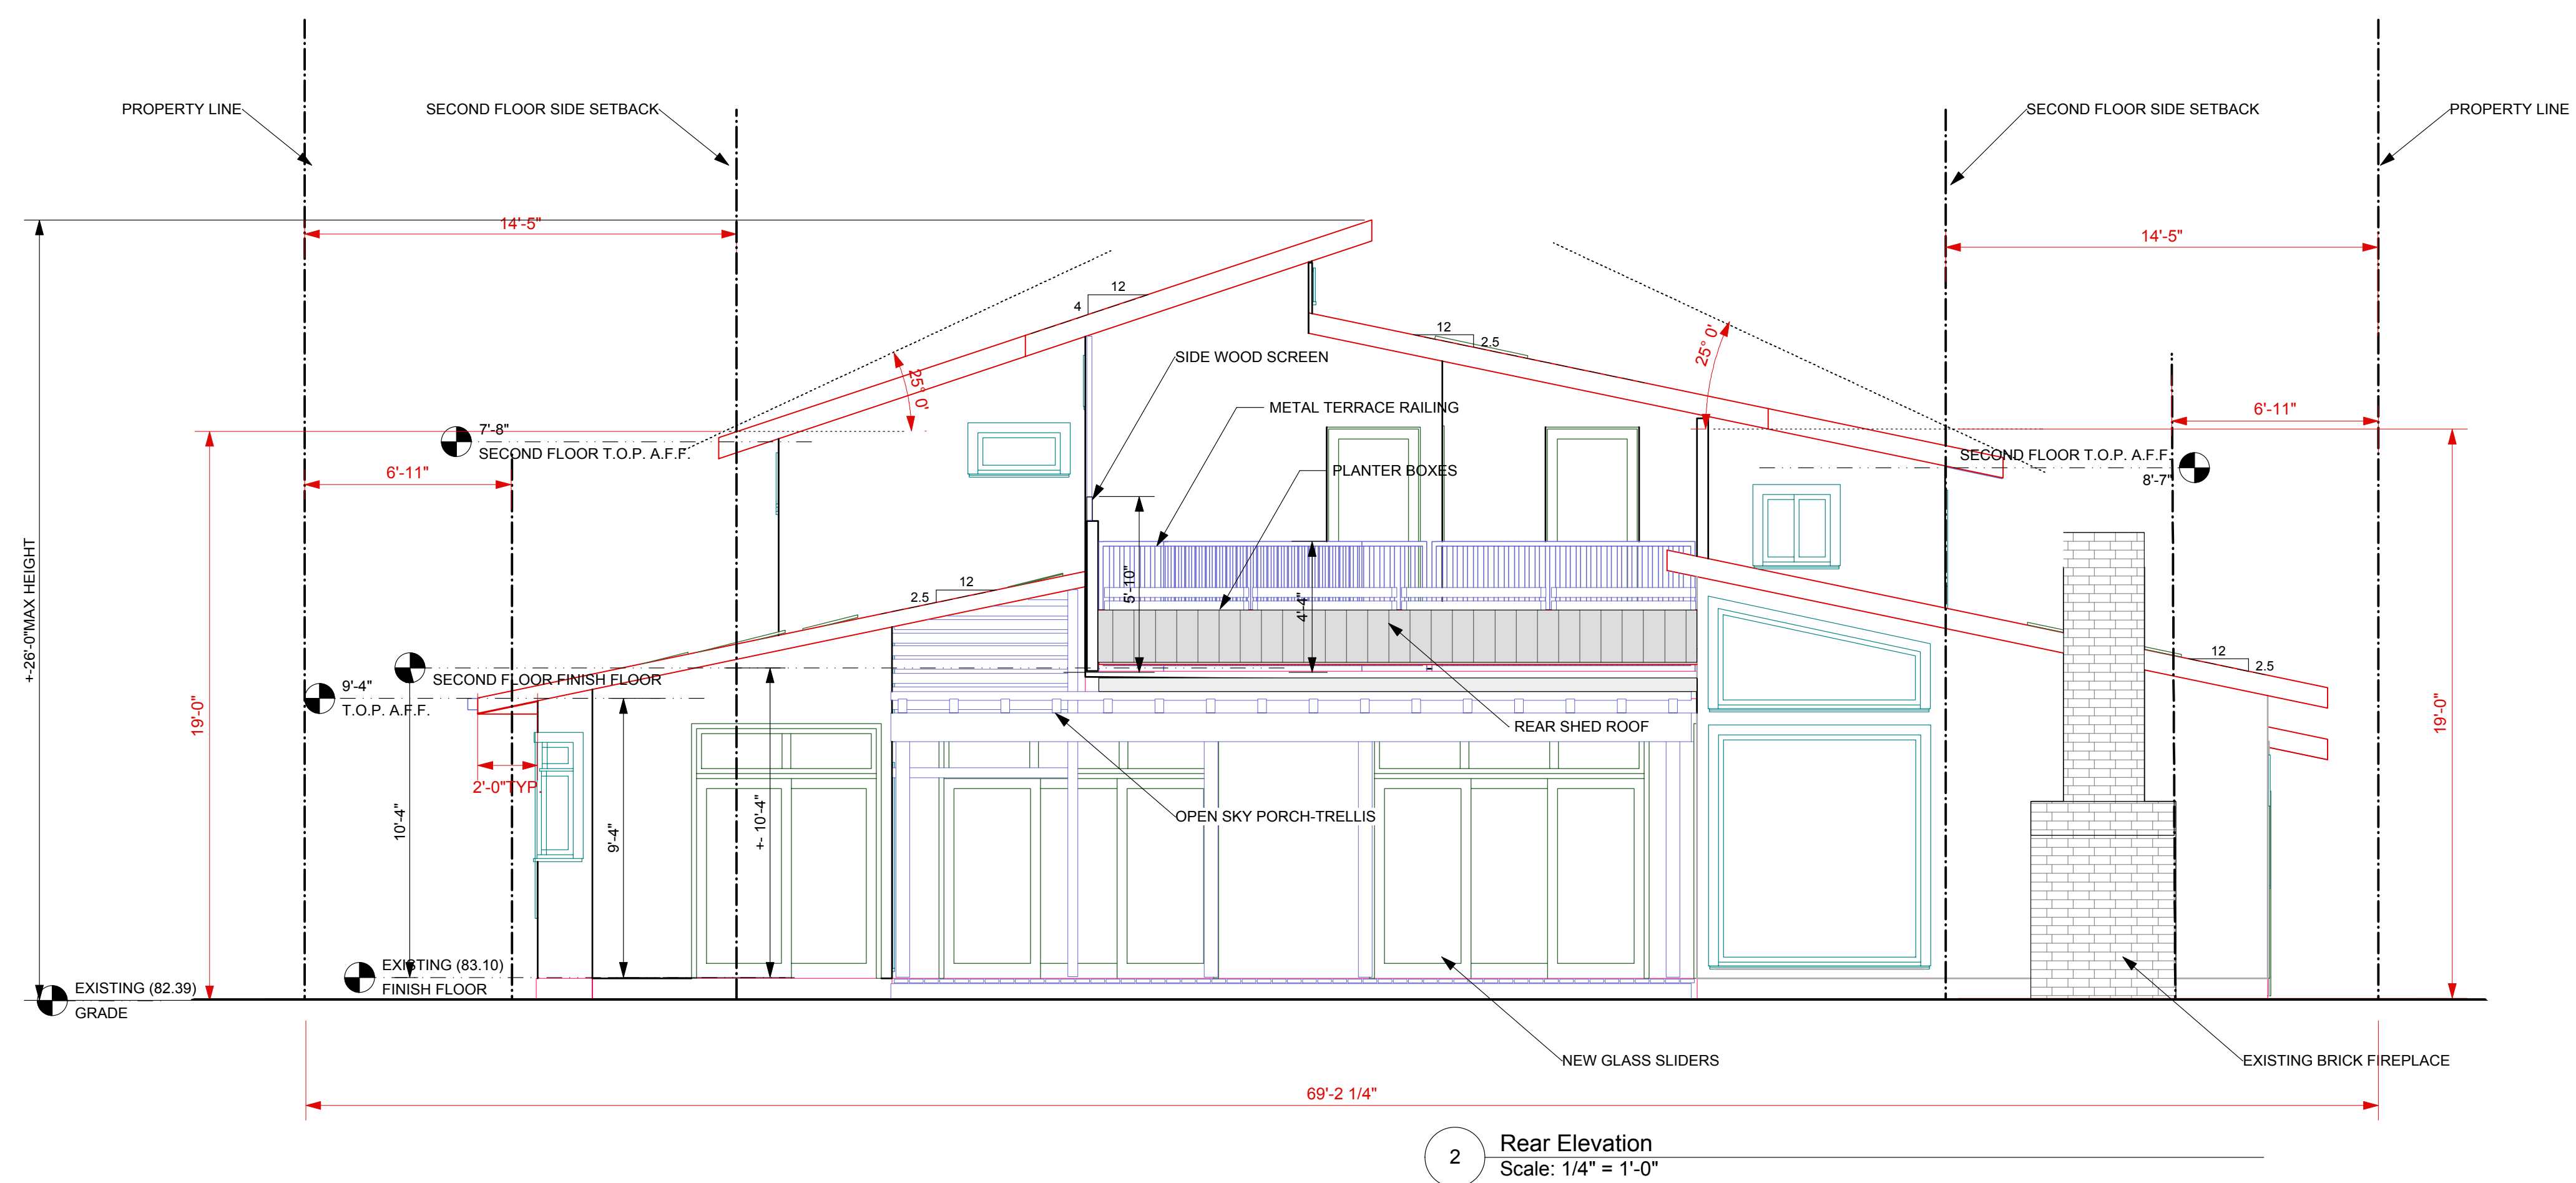 PROPERTY LINE
SECOND FLOOR SIDE SETBACK
SECOND FLOOR SIDE SETBACK
PROPERTY LINE
14'-5"
14'-5"
12
4
12
2.5
25° 0'
25° 0'
SIDE WOOD SCREEN
METAL TERRACE RAILING
PLANTER BOXES
7'-8"
SECOND FLOOR T.O.P. A.F.F.
6'-11"
6'-11"
SECOND FLOOR T.O.P. A.F.F.
8'-7"
+-26'-0"MAX HEIGHT
19'-0"
19'-0"
5'-10"
4'-4"
12
2.5
12
2.5
SECOND FLOOR FINISH FLOOR
9'-4"
T.O.P. A.F.F.
REAR SHED ROOF
2'-0"TYP.
10'-4"
9'-4"
+- 10'-4"
OPEN SKY PORCH-TRELLIS
EXISTING (83.10)
FINISH FLOOR
EXISTING (82.39)
GRADE
NEW GLASS SLIDERS
EXISTING BRICK FIREPLACE
69'-2 1/4"
2
Rear Elevation
Scale: 1/4" = 1'-0"